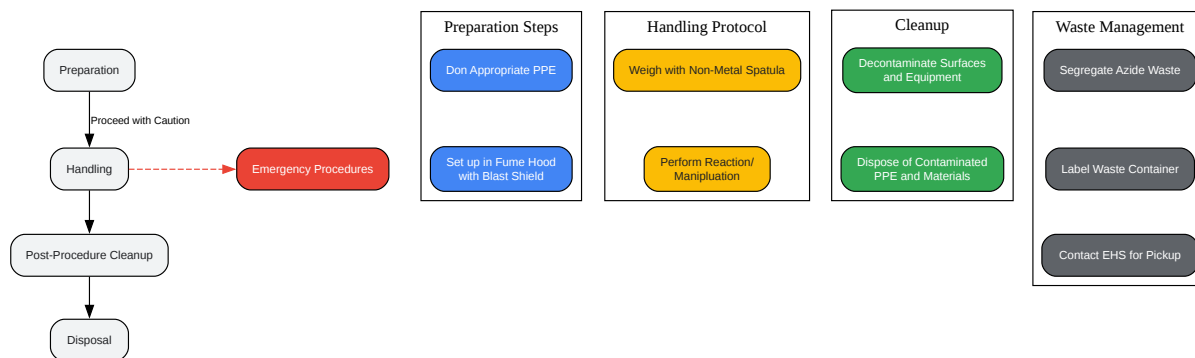 Preparation
Proceed with Caution
Handling
Emergency Procedures
Post-Procedure Cleanup
Disposal
Preparation Steps
Don Appropriate PPE
Set up in Fume Hood
with Blast Shield
Handling Protocol
Weigh with Non-Metal Spatula
Perform Reaction/
Manipluation
Cleanup
Decontaminate Surfaces
and Equipment
Dispose of Contaminated
PPE and Materials
Waste Management
Segregate Azide Waste
Label Waste Container
Contact EHS for Pickup